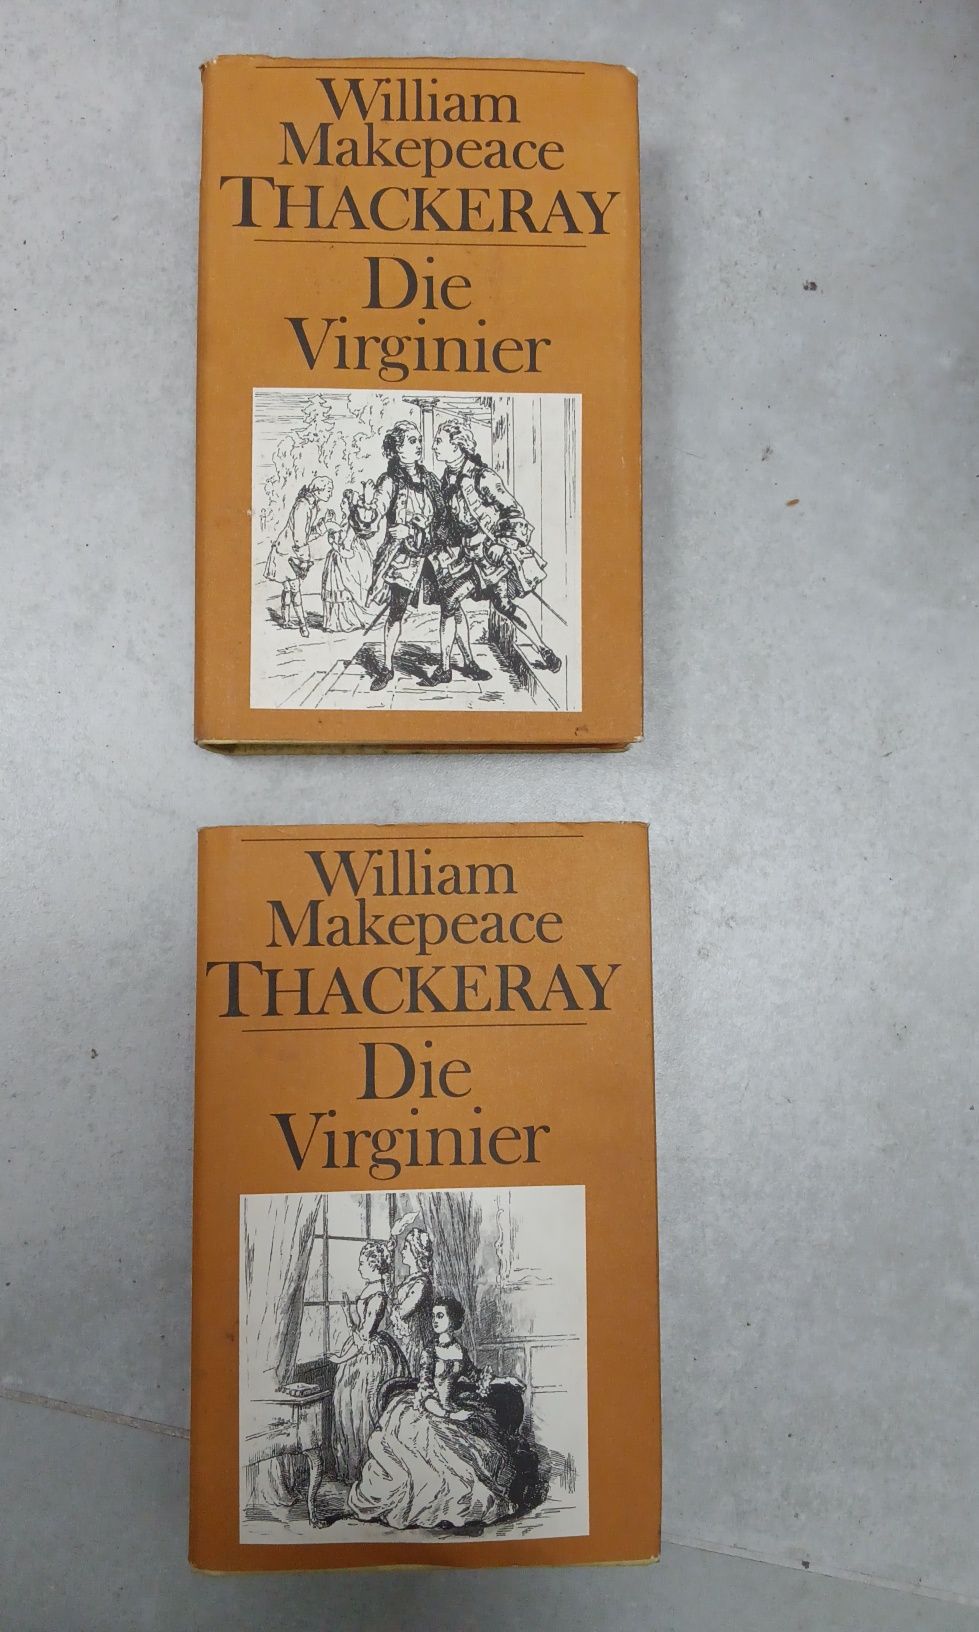 William
Makepeace
THACKERAY
Die
Virginier
William
Makepeace
THACKERAY
Die
Virginier